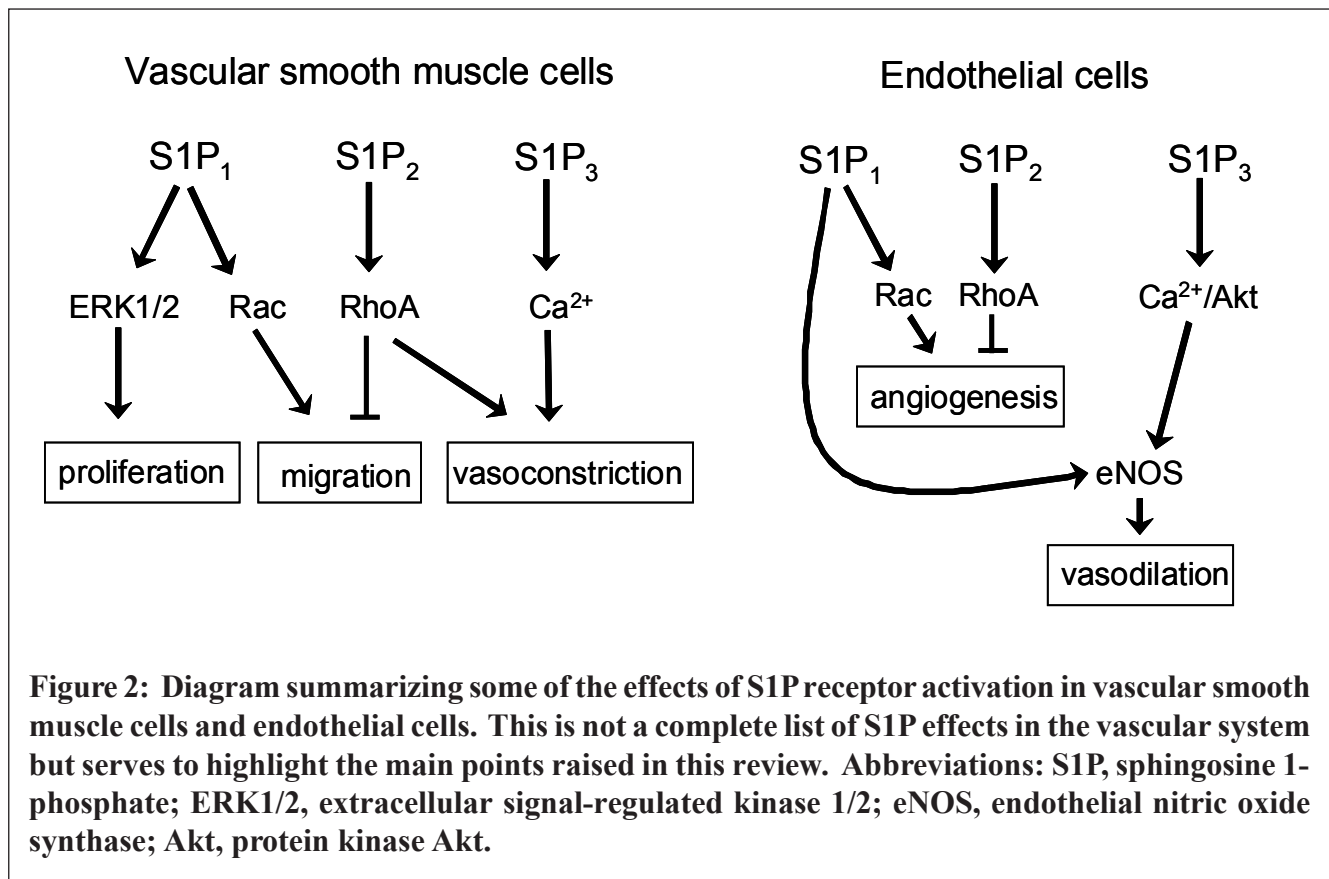 Vascular smooth muscle cells
S1P₁ S1P₂ S1P₃
ERK1/2 Rac RhoA Ca²⁺
proliferation migration vasoconstriction
Endothelial cells
S1P₁ S1P₂ S1P₃
Rac RhoA Ca²⁺/Akt
angiogenesis
eNOS
vasodilation
Figure 2: Diagram summarizing some of the effects of S1P receptor activation in vascular smooth
muscle cells and endothelial cells. This is not a complete list of S1P effects in the vascular system
but serves to highlight the main points raised in this review. Abbreviations: S1P, sphingosine 1-
phosphate; ERK1/2, extracellular signal-regulated kinase 1/2; eNOS, endothelial nitric oxide
synthase; Akt, protein kinase Akt.